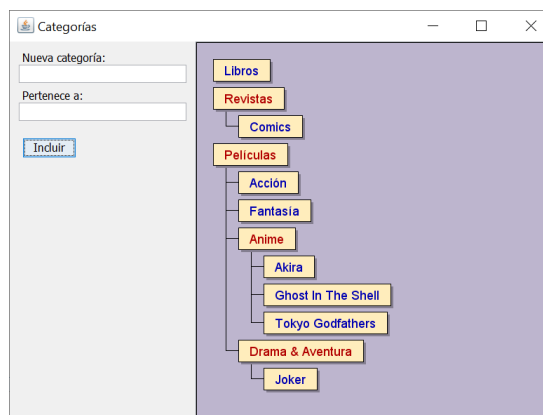 Categorías
Nueva categoría:
Pertenece a:
Incluir
Libros
Revistas
Comics
Películas
Acción
Fantasía
Anime
Akira
Ghost In The Shell
Tokyo Godfathers
Drama & Aventura
Joker